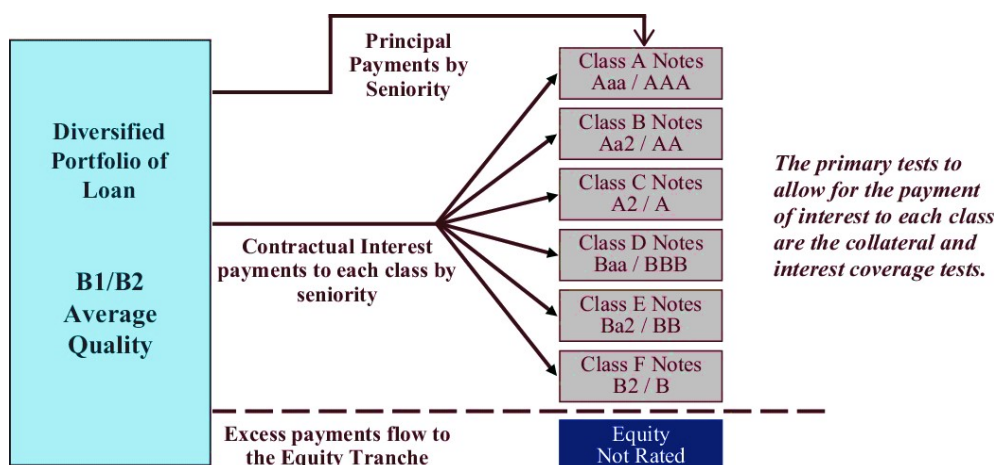 Diversified
Portfolio of
Loan
B1/B2
Average
Quality
Principal
Payments by
Seniority
Contractual Interest
payments to each class by
seniority
Excess payments flow to
the Equity Tranche
Class A Notes
Aaa / AAA
Class B Notes
Aa2 / AA
Class C Notes
A2 / A
Class D Notes
Baa / BBB
Class E Notes
Ba2 / BB
Class F Notes
B2 / B
Equity
Not Rated
The primary tests to
allow for the payment
of interest to each class
are the collateral and
interest coverage tests.